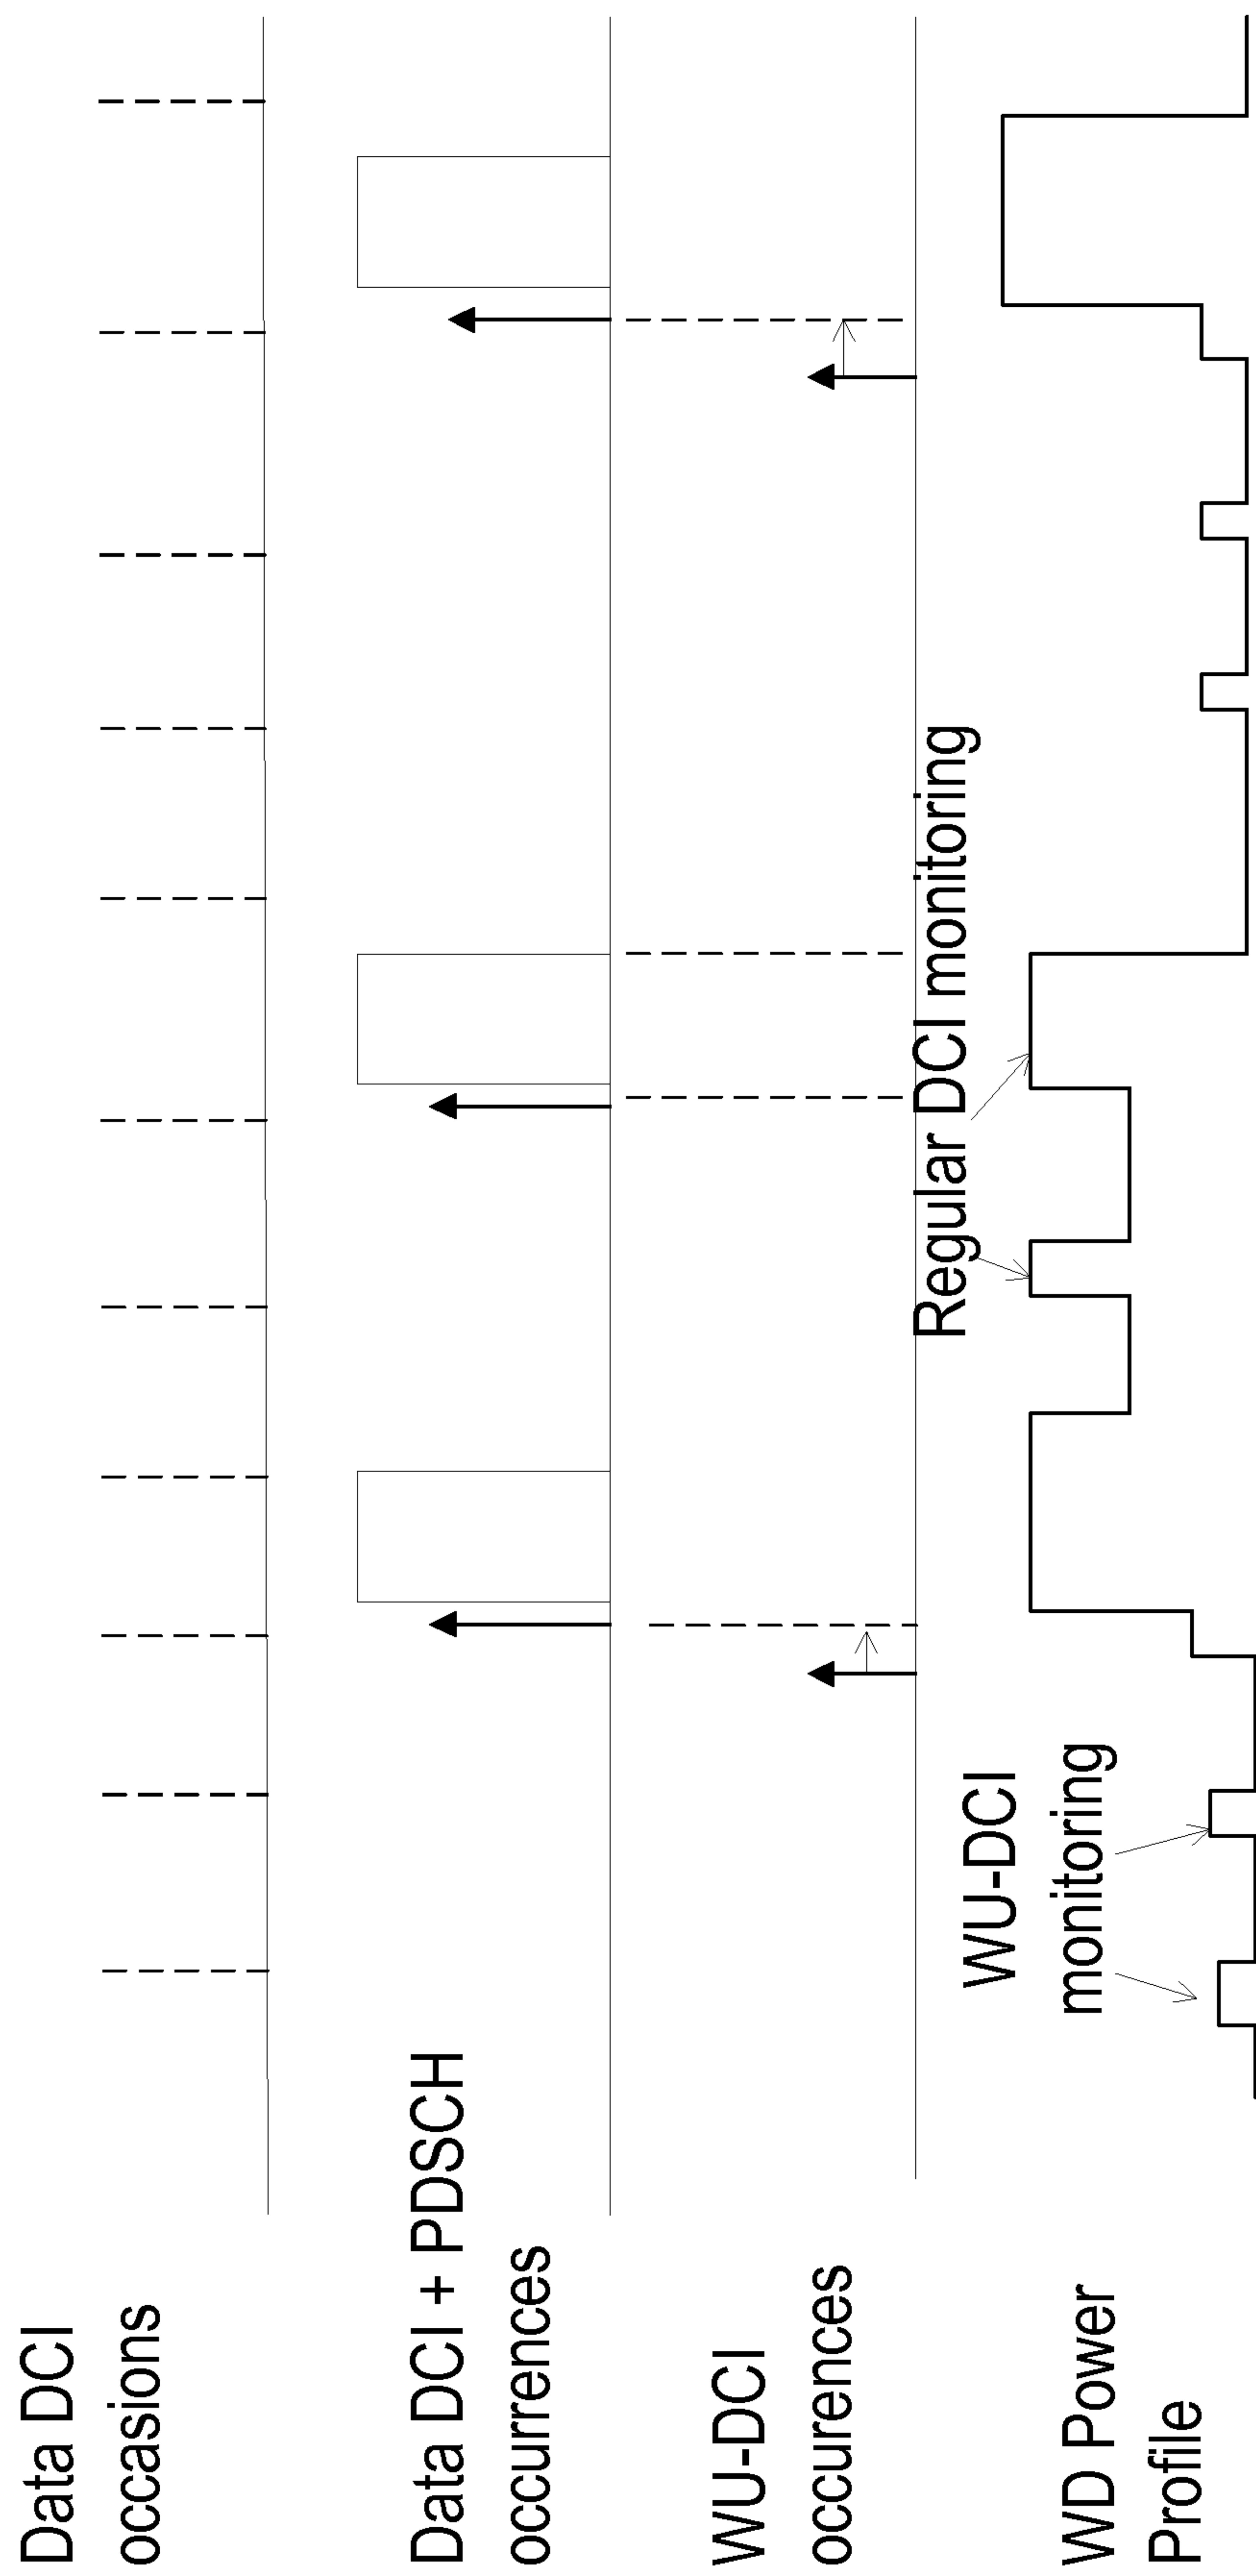 Data DCI
occasions
Data DCI + PDSCH
occurrences
WU-DCI
occurences
WD Power
Profile
WU-DCI
monitoring
Regular DCI monitoring